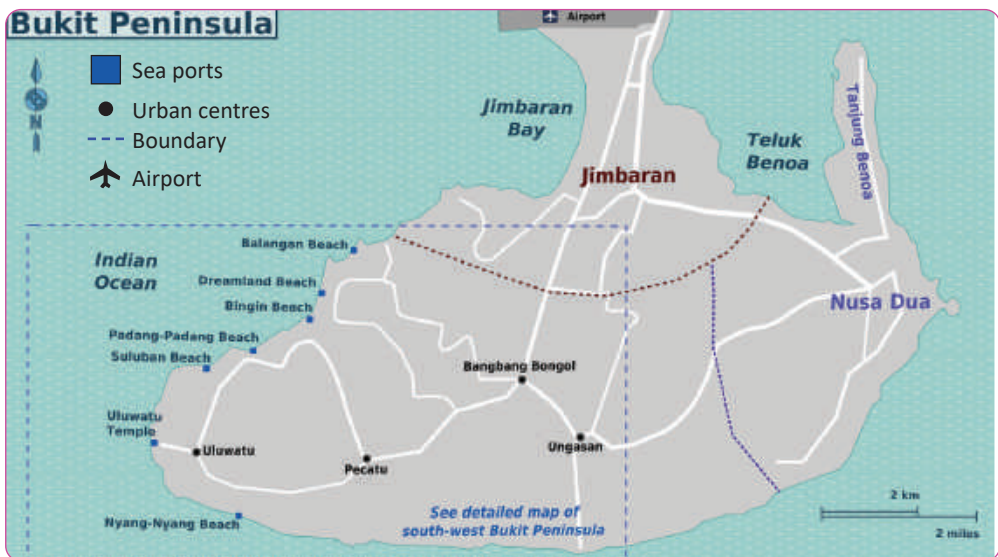 Bukit Peninsula
Airport
Sea ports
Urban centres
Boundary
Airport
N
Jimbaran
Bay
Teluk
Benoa
Tanjung Benoa
Jimbaran
Indian
Ocean
Balangan Beach
Dreamland Beach
Bingin Beach
Padang-Padang Beach
Suluban Beach
Nusa Dua
Bangbang Bongol
Uluwatu
Temple
Uluwatu
Pecatu
Ungasan
Nyang-Nyang Beach
See detailed map of
south-west Bukit Peninsula
2 km
2 milus